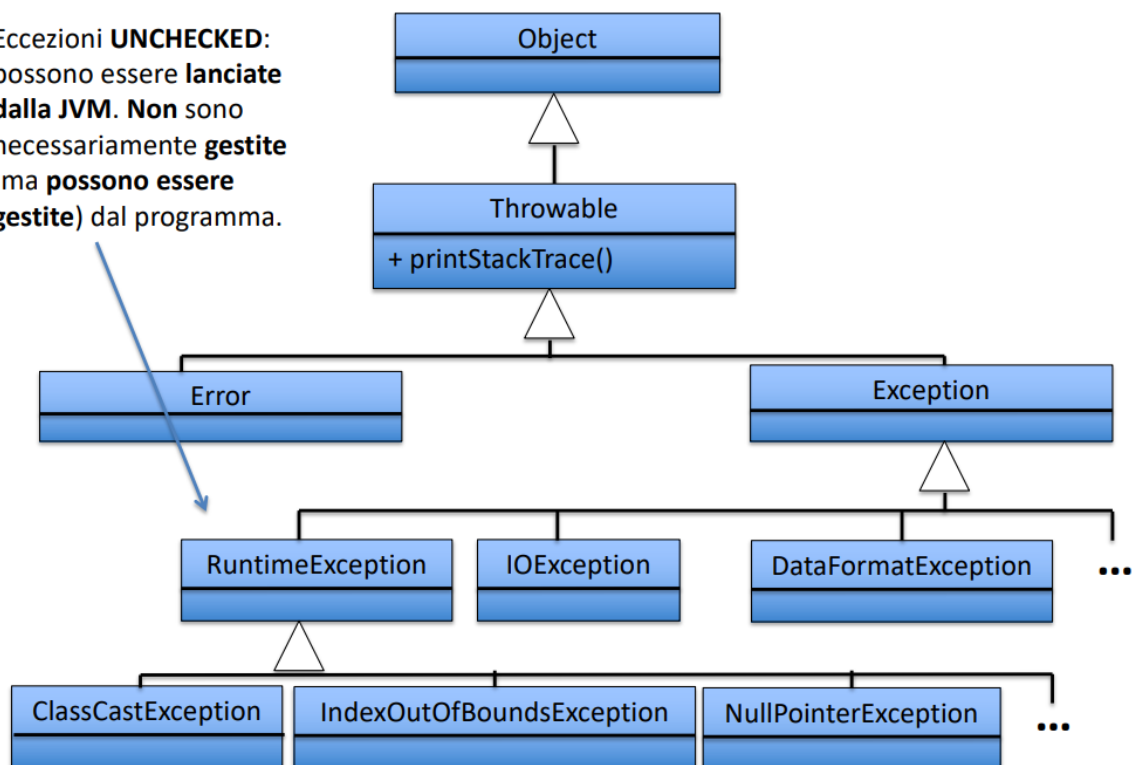 Eccezioni UNCHECKED:
possono essere lanciate
dalla JVM. Non sono
necessariamente gestite
ma possono essere
gestite) dal programma.
Object
Throwable
+ printStackTrace()
Error
Exception
RuntimeException
IOException
DataFormatException
...
ClassCastException
IndexOutOfBoundsException
NullPointerException
...